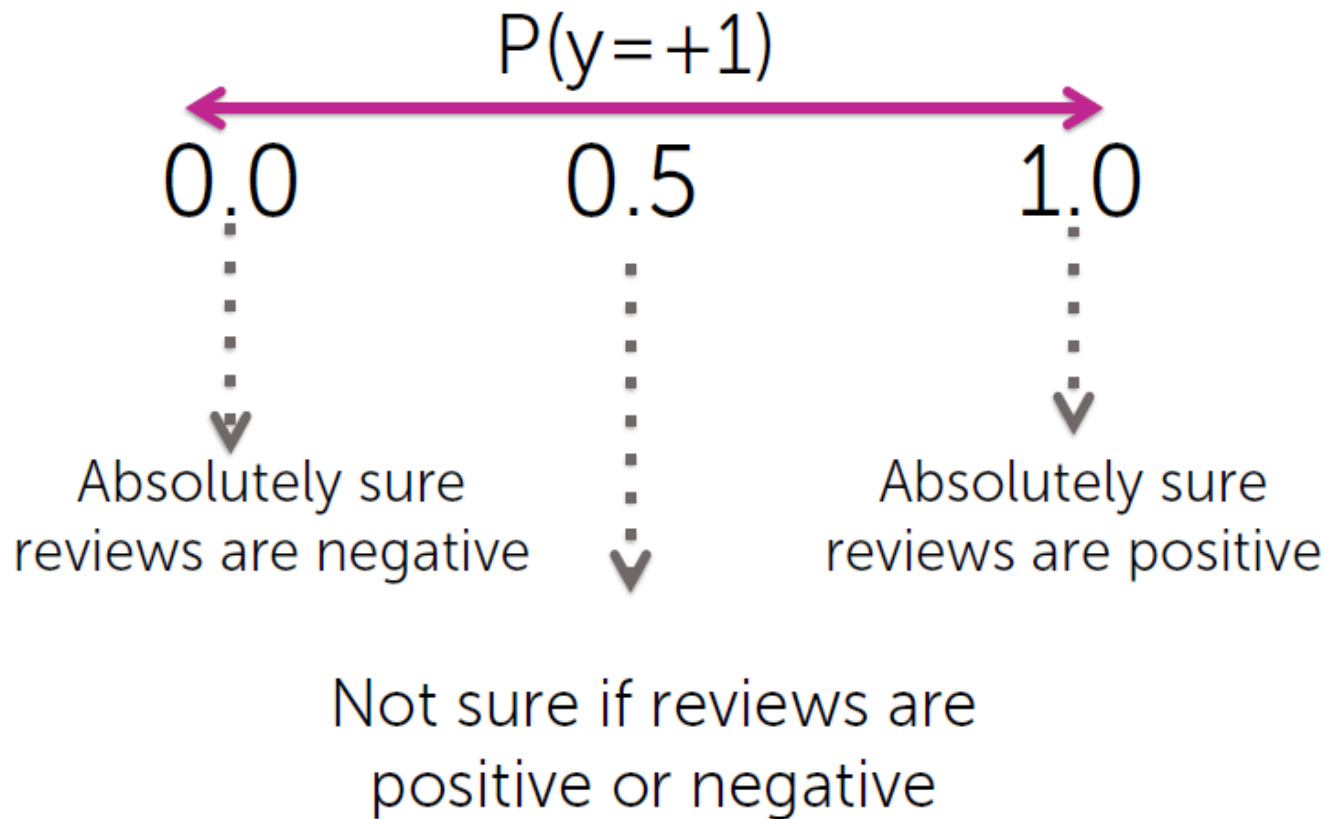 P(y=+1)
0.0 0.5 1.0
Absolutely sure
reviews are negative
Absolutely sure
reviews are positive
Not sure if reviews are
positive or negative